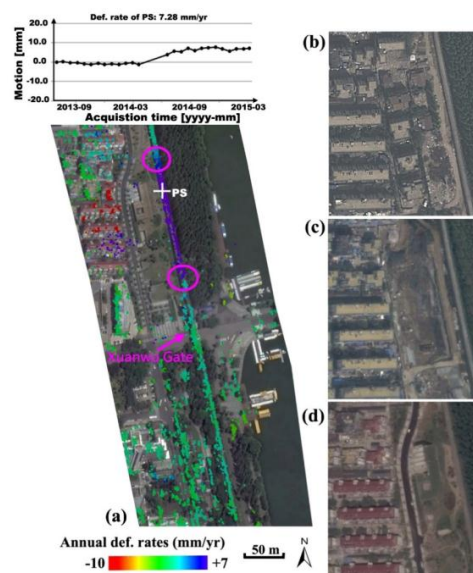 Def. rate of PS: 7.28 mm/yr
20.0
10.0
0.0
10.0
20.0
Motion [mm]
2013-09 2014-03 2014-09 2015-03
Acquistion time [yyyy-mm]
PS
Xuanwu Gate
(a)
Annual def. rates (mm/yr)
-10 +7
50 m
N
(b)
(c)
(d)